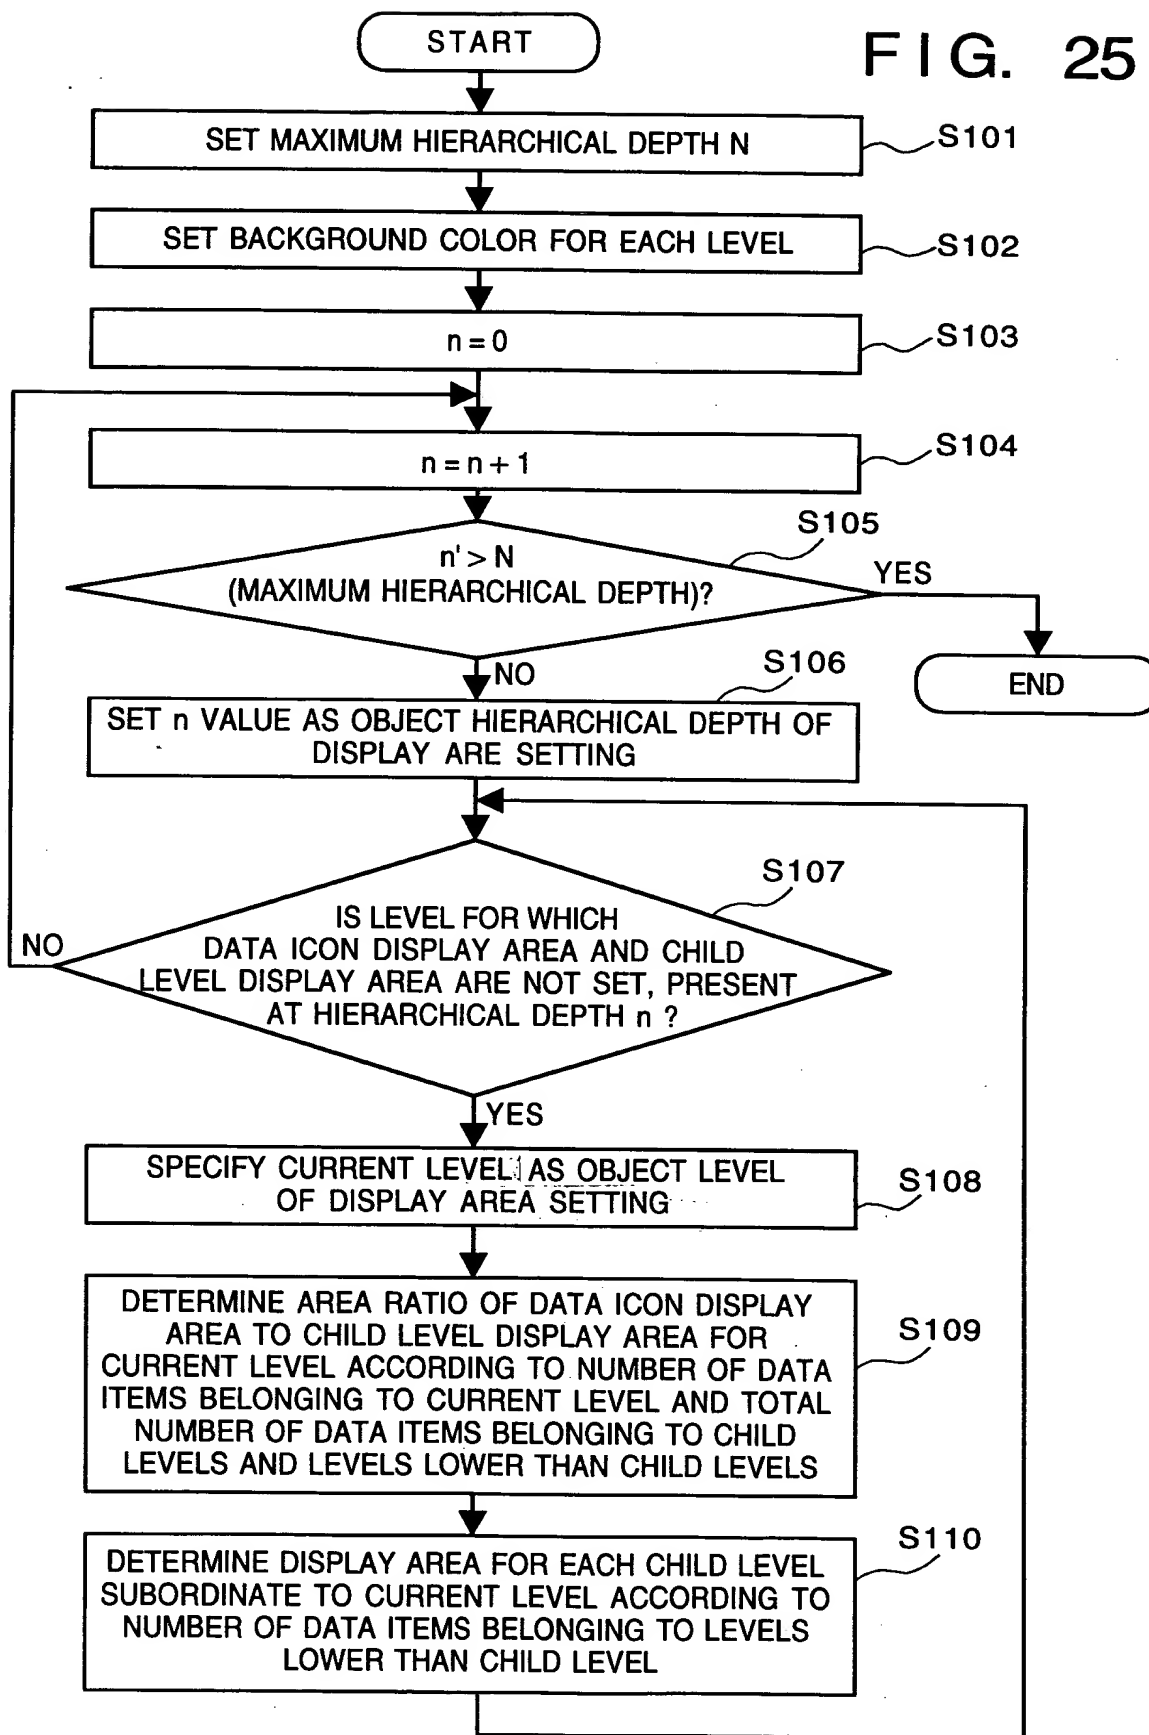 START
FIG. 25
SET MAXIMUM HIERARCHICAL DEPTH N
S101
SET BACKGROUND COLOR FOR EACH LEVEL
S102
n = 0
S103
n = n + 1
S104
S105
n' > N
(MAXIMUM HIERARCHICAL DEPTH)?
YES
END
NO
S106
SET n VALUE AS OBJECT HIERARCHICAL DEPTH OF
DISPLAY ARE SETTING
S107
IS LEVEL FOR WHICH
DATA ICON DISPLAY AREA AND CHILD
LEVEL DISPLAY AREA ARE NOT SET, PRESENT
AT HIERARCHICAL DEPTH n ?
NO
YES
SPECIFY CURRENT LEVEL AS OBJECT LEVEL
OF DISPLAY AREA SETTING
S108
DETERMINE AREA RATIO OF DATA ICON DISPLAY
AREA TO CHILD LEVEL DISPLAY AREA FOR
CURRENT LEVEL ACCORDING TO NUMBER OF DATA
ITEMS BELONGING TO CURRENT LEVEL AND TOTAL
NUMBER OF DATA ITEMS BELONGING TO CHILD
LEVELS AND LEVELS LOWER THAN CHILD LEVELS
S109
DETERMINE DISPLAY AREA FOR EACH CHILD LEVEL
SUBORDINATE TO CURRENT LEVEL ACCORDING TO
NUMBER OF DATA ITEMS BELONGING TO LEVELS
LOWER THAN CHILD LEVEL
S110